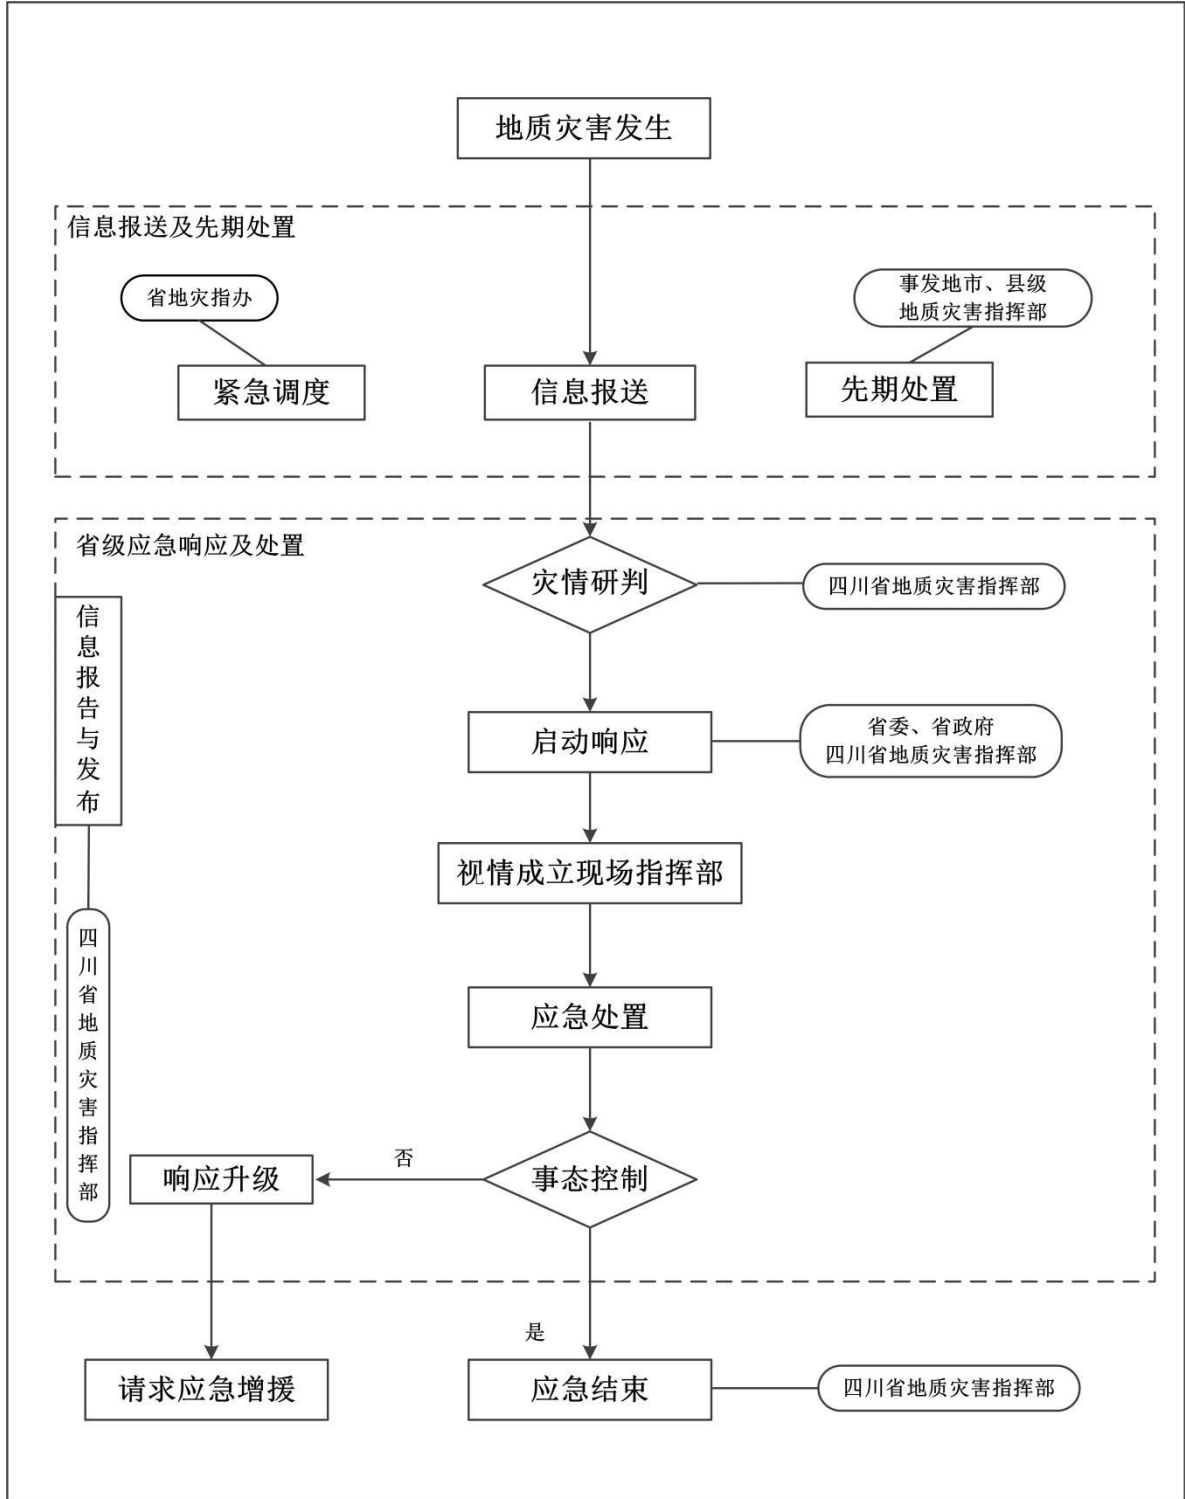 地质灾害发生
信息报送及先期处置
省地灾指办
事发地市、县级
地质灾害指挥部
紧急调度
信息报送
先期处置
省级应急响应及处置
灾情研判
四川省地质灾害指挥部
信息报告与发布
启动响应
省委、省政府
四川省地质灾害指挥部
视情成立现场指挥部
四川省地质灾害指挥部
应急处置
否
响应升级
事态控制
是
请求应急增援
应急结束
四川省地质灾害指挥部